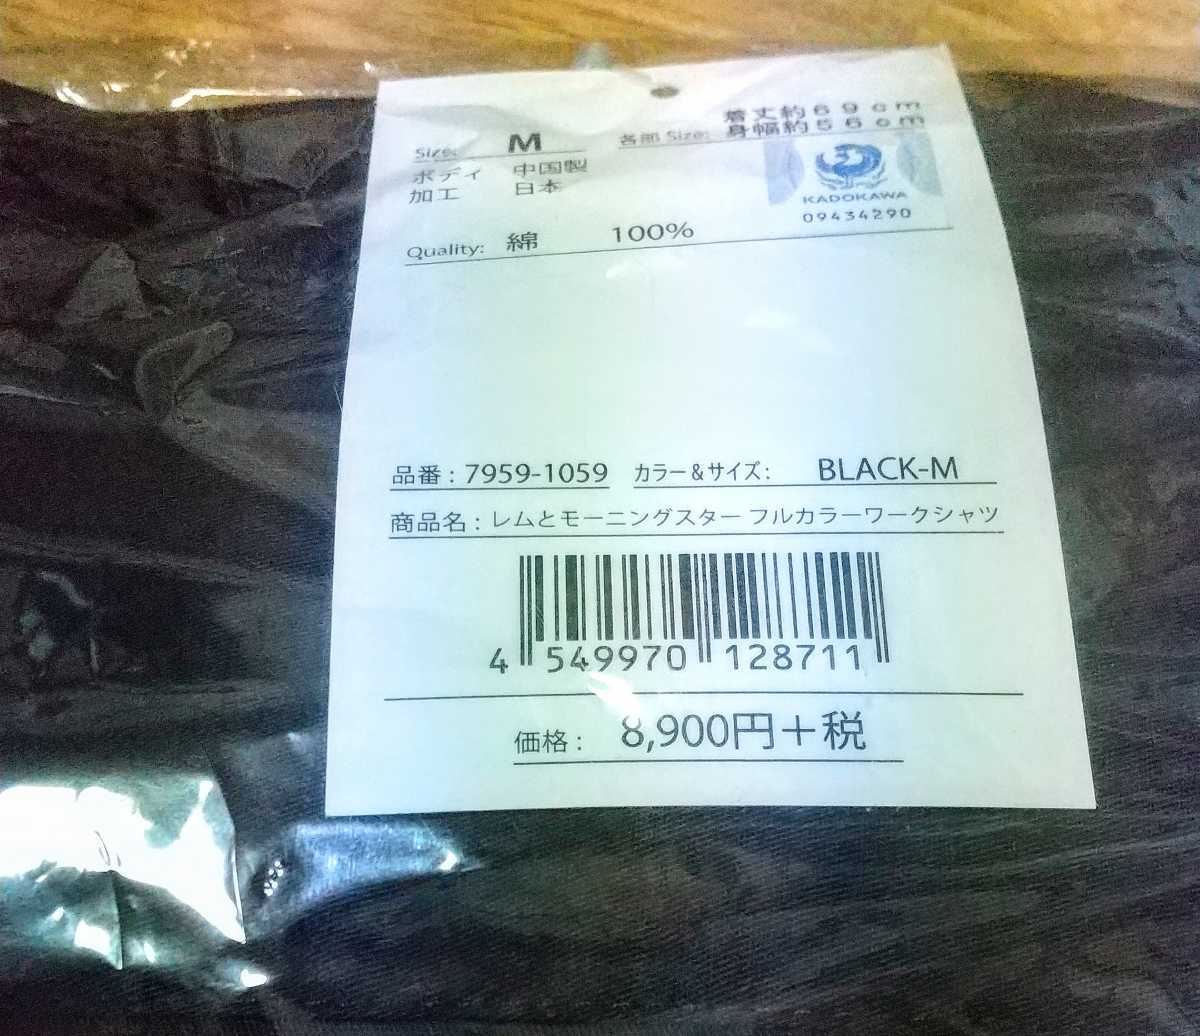 Size: M 各部 Size: 着丈約69cm
身幅約56cm
ボディ 中国製
加工 日本
KADOKAWA
09434290
Quality: 綿 100%
品番：7959-1059 カラー＆サイズ： BLACK-M
商品名：レムとモーニングスター フルカラーワークシャツ
4 549970 128711
価格： 8,900円＋税